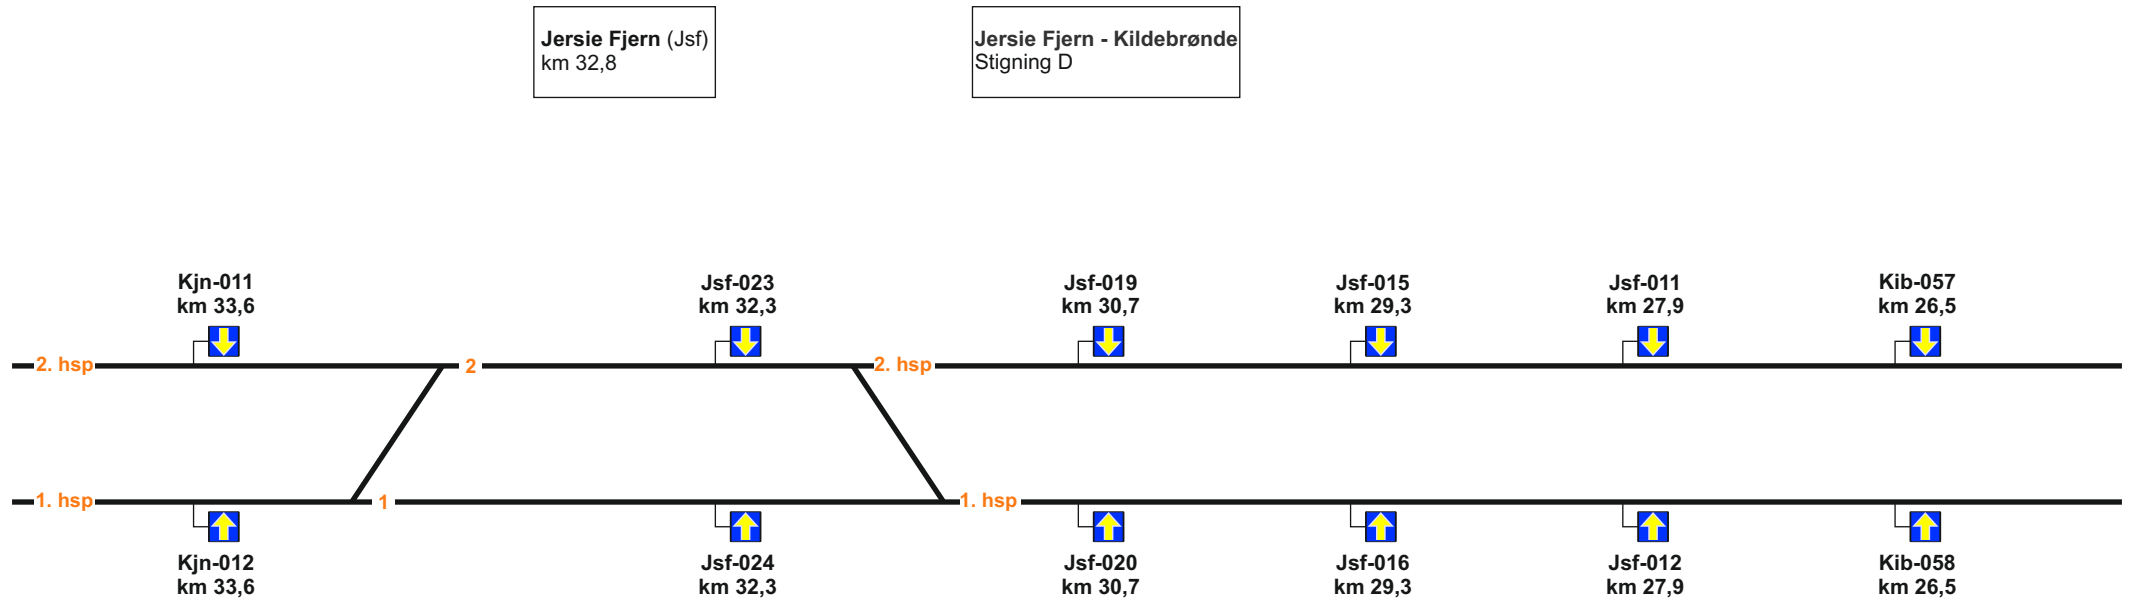 Jersie Fjern (Jsf)
km 32,8
Jersie Fjern - Kildebrønde
Stigning D
Kjn-011
km 33,6
Jsf-023
km 32,3
Jsf-019
km 30,7
Jsf-015
km 29,3
Jsf-011
km 27,9
Kib-057
km 26,5
2. hsp
2
2. hsp
1. hsp
1
1. hsp
Kjn-012
km 33,6
Jsf-024
km 32,3
Jsf-020
km 30,7
Jsf-016
km 29,3
Jsf-012
km 27,9
Kib-058
km 26,5